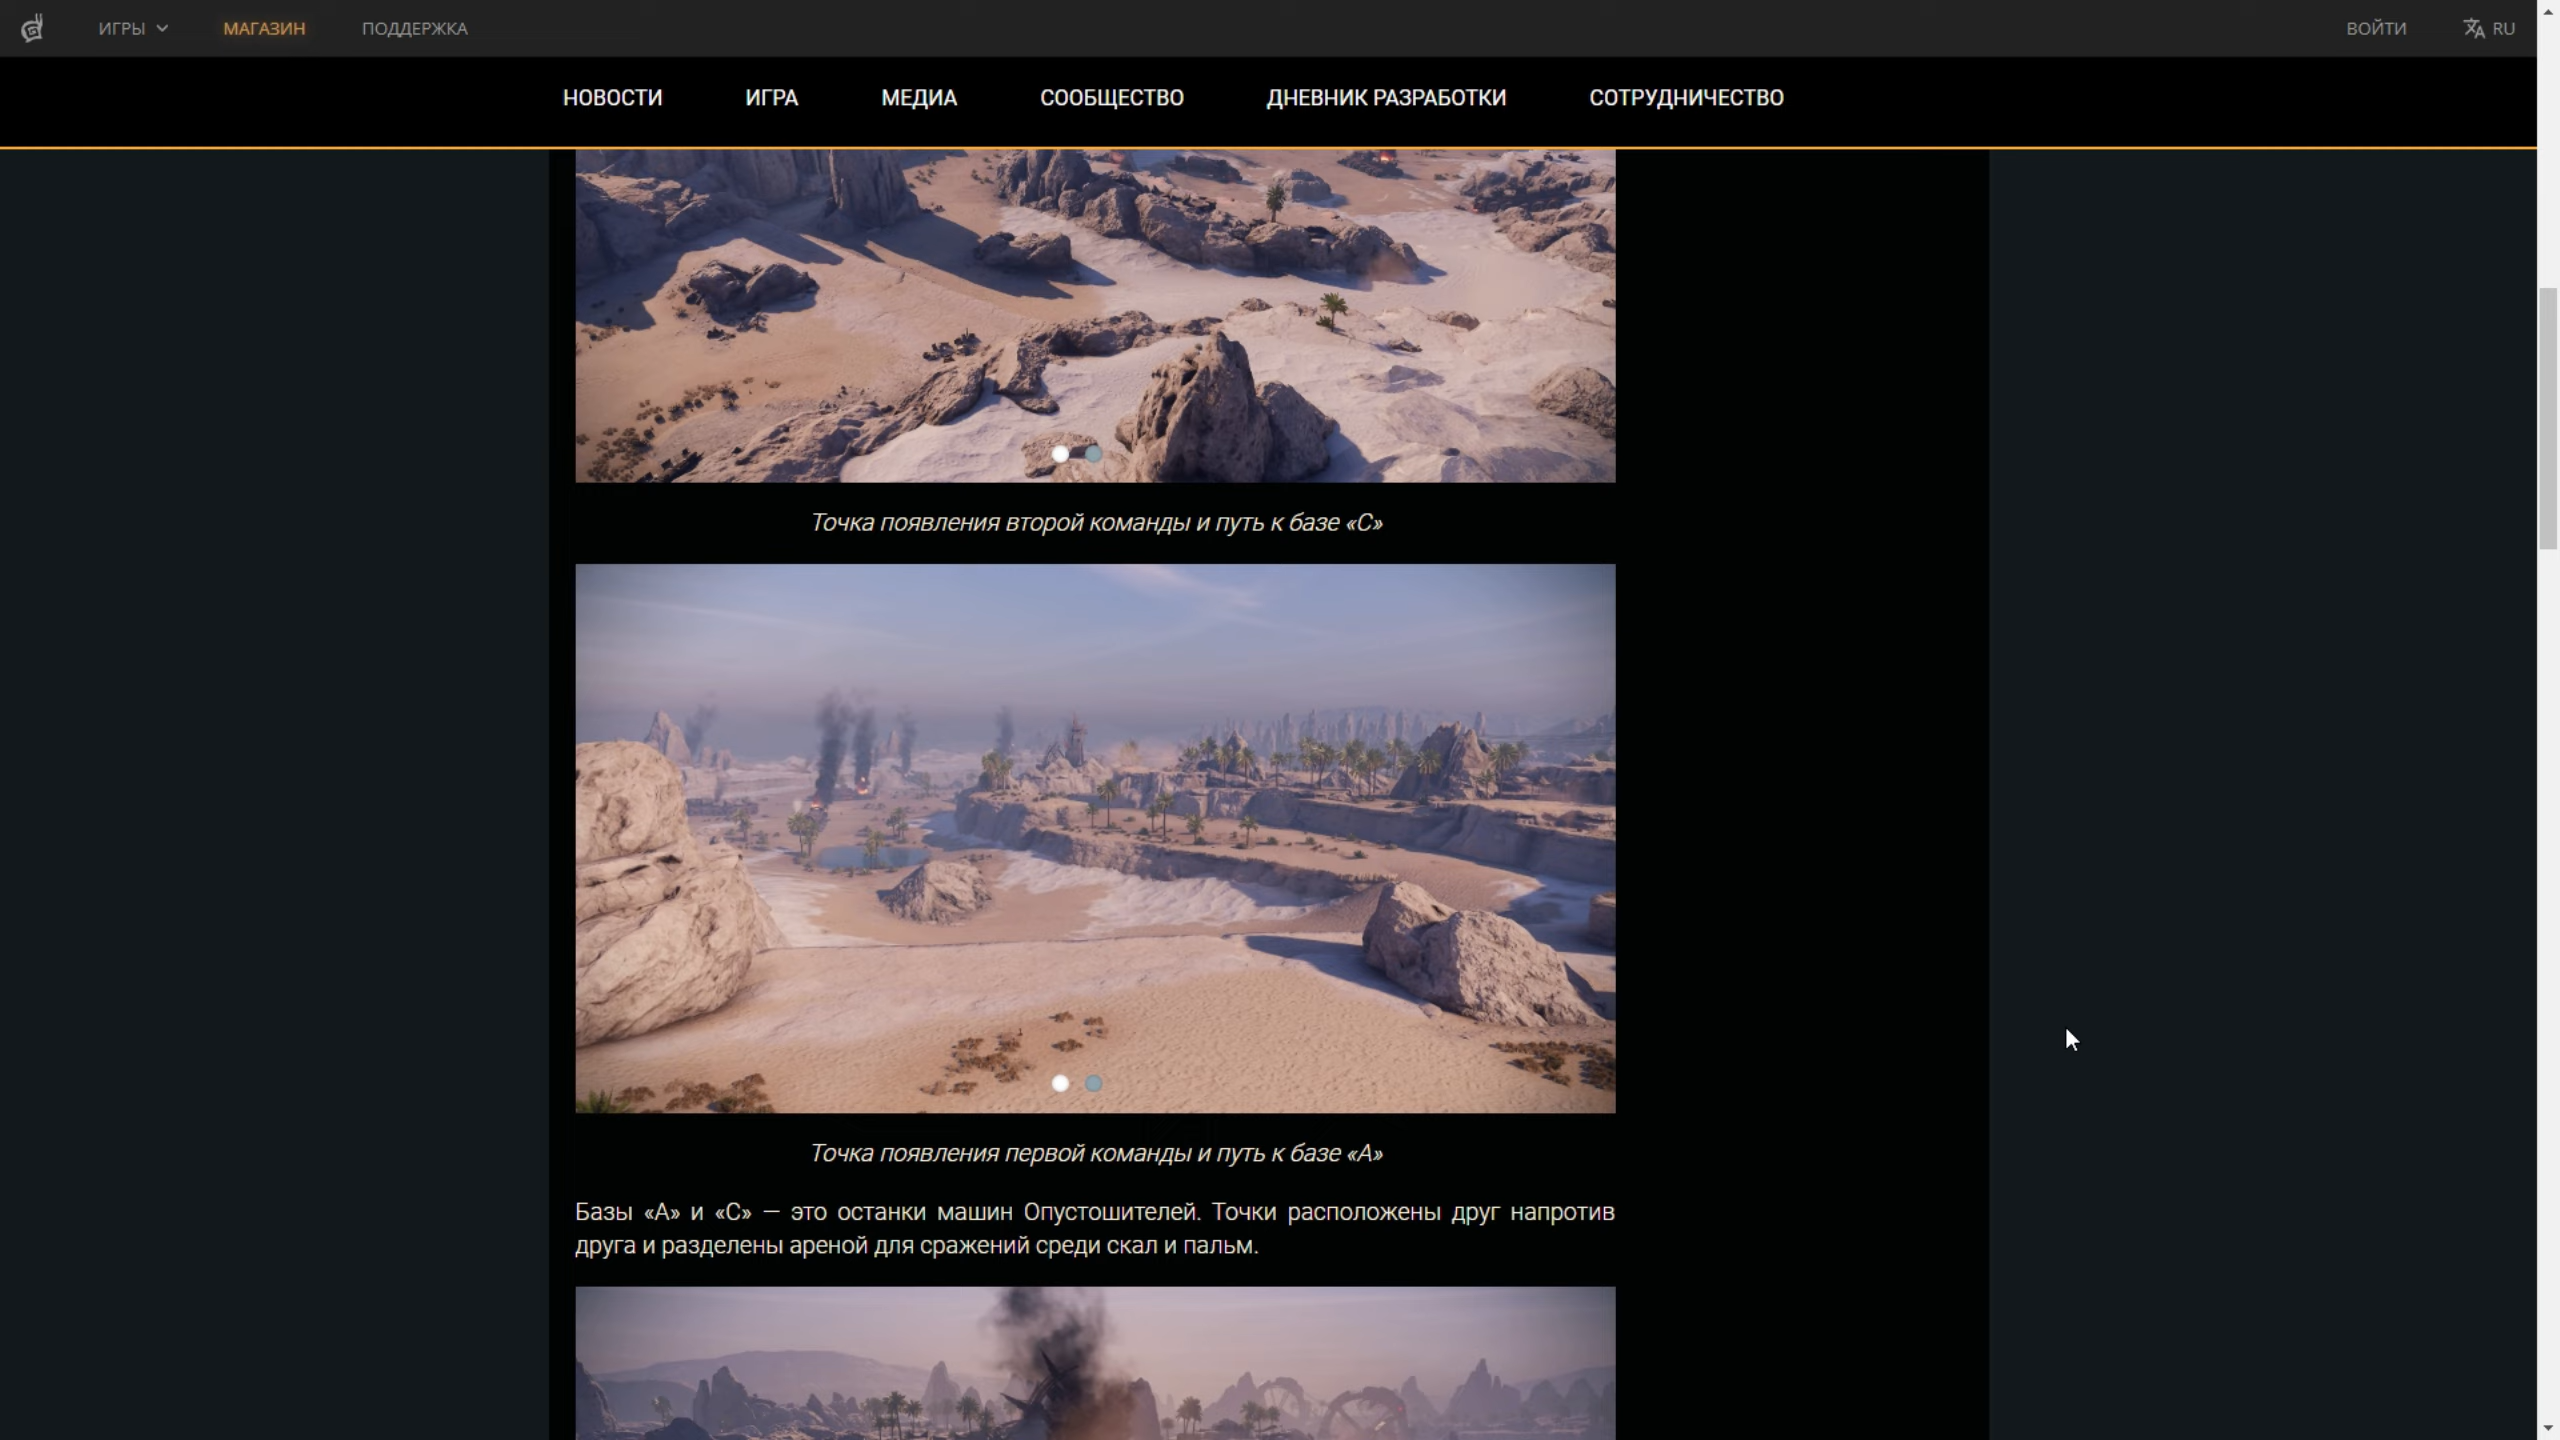 ИГРЫ МАГАЗИН ПОДДЕРЖКА ВОЙТИ RU
НОВОСТИ ИГРА МЕДИА СООБЩЕСТВО ДНЕВНИК РАЗРАБОТКИ СОТРУДНИЧЕСТВО
Точка появления второй команды и путь к базе «С»
Точка появления первой команды и путь к базе «А»
Базы «А» и «С» — это останки машин Опустошителей. Точки расположены друг напротив
друга и разделены ареной для сражений среди скал и пальм.